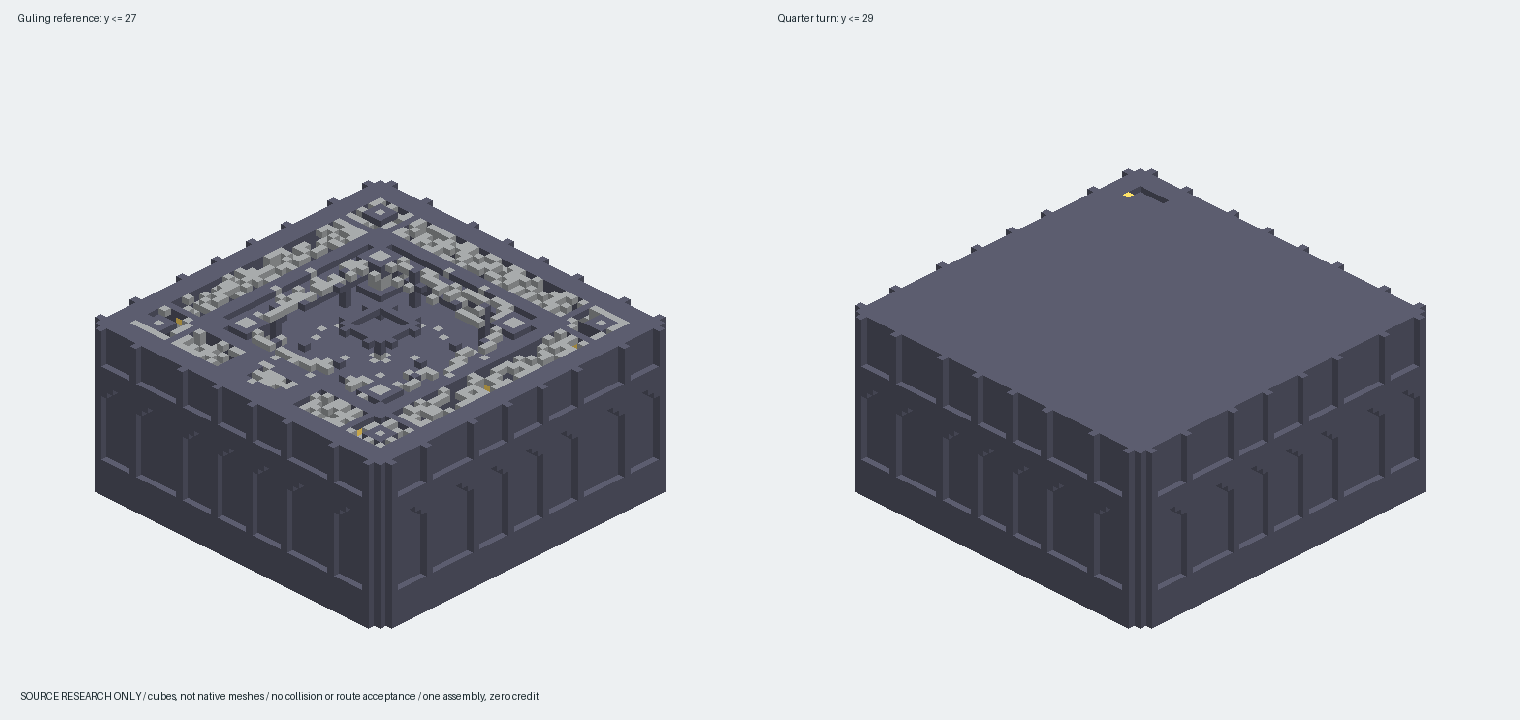 Guling reference: y <= 27
Quarter turn: y <= 29
SOURCE RESEARCH ONLY / cubes, not native meshes / no collision or route acceptance / one assembly, zero credit